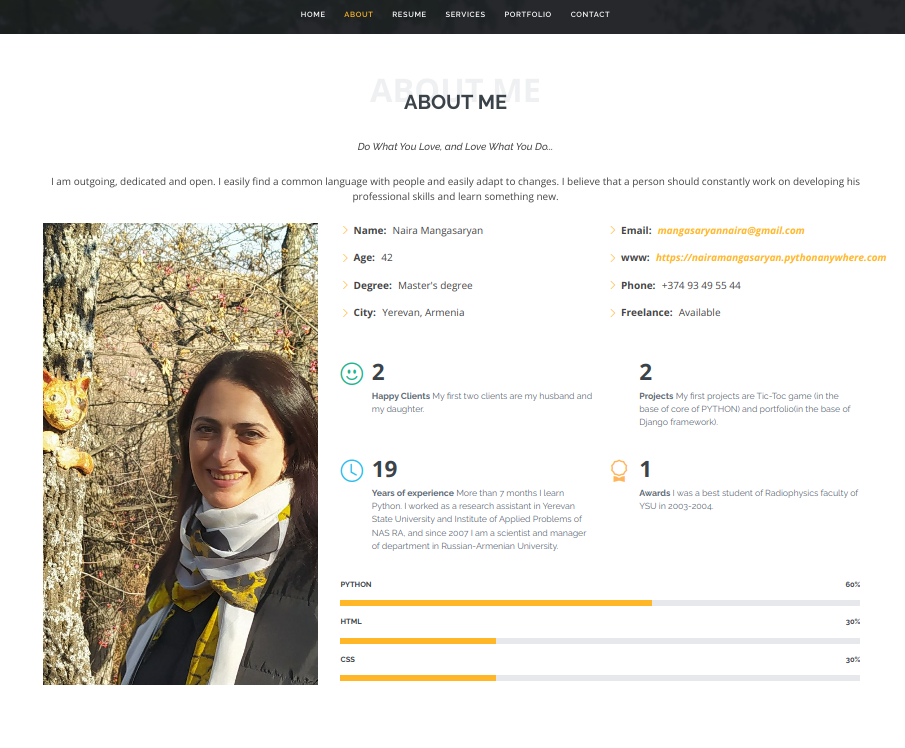 HOME ABOUT RESUME SERVICES PORTFOLIO CONTACT
ABOUT ME
ABOUT ME
Do What You Love, and Love What You Do...
I am outgoing, dedicated and open. I easily find a common language with people and easily adapt to changes. I believe that a person should constantly work on developing his
professional skills and learn something new.
Name: Naira Mangasaryan
Age: 42
Degree: Master's degree
City: Yerevan, Armenia
Email: mangasaryannaira@gmail.com
www: https://nairamangasaryan.pythonanywhere.com
Phone: +374 93 49 55 44
Freelance: Available
2
Happy Clients My first two clients are my husband and
my daughter.
2
Projects My first projects are Tic-Toc game (in the
base of core of PYTHON) and portfolio(in the base of
Django framework).
19
Years of experience More than 7 months I learn
Python. I worked as a research assistant in Yerevan
State University and Institute of Applied Problems of
NAS RA, and since 2007 I am a scientist and manager
of department in Russian-Armenian University.
1
Awards I was a best student of Radiophysics faculty of
YSU in 2003-2004.
PYTHON 60%
HTML 30%
CSS 30%